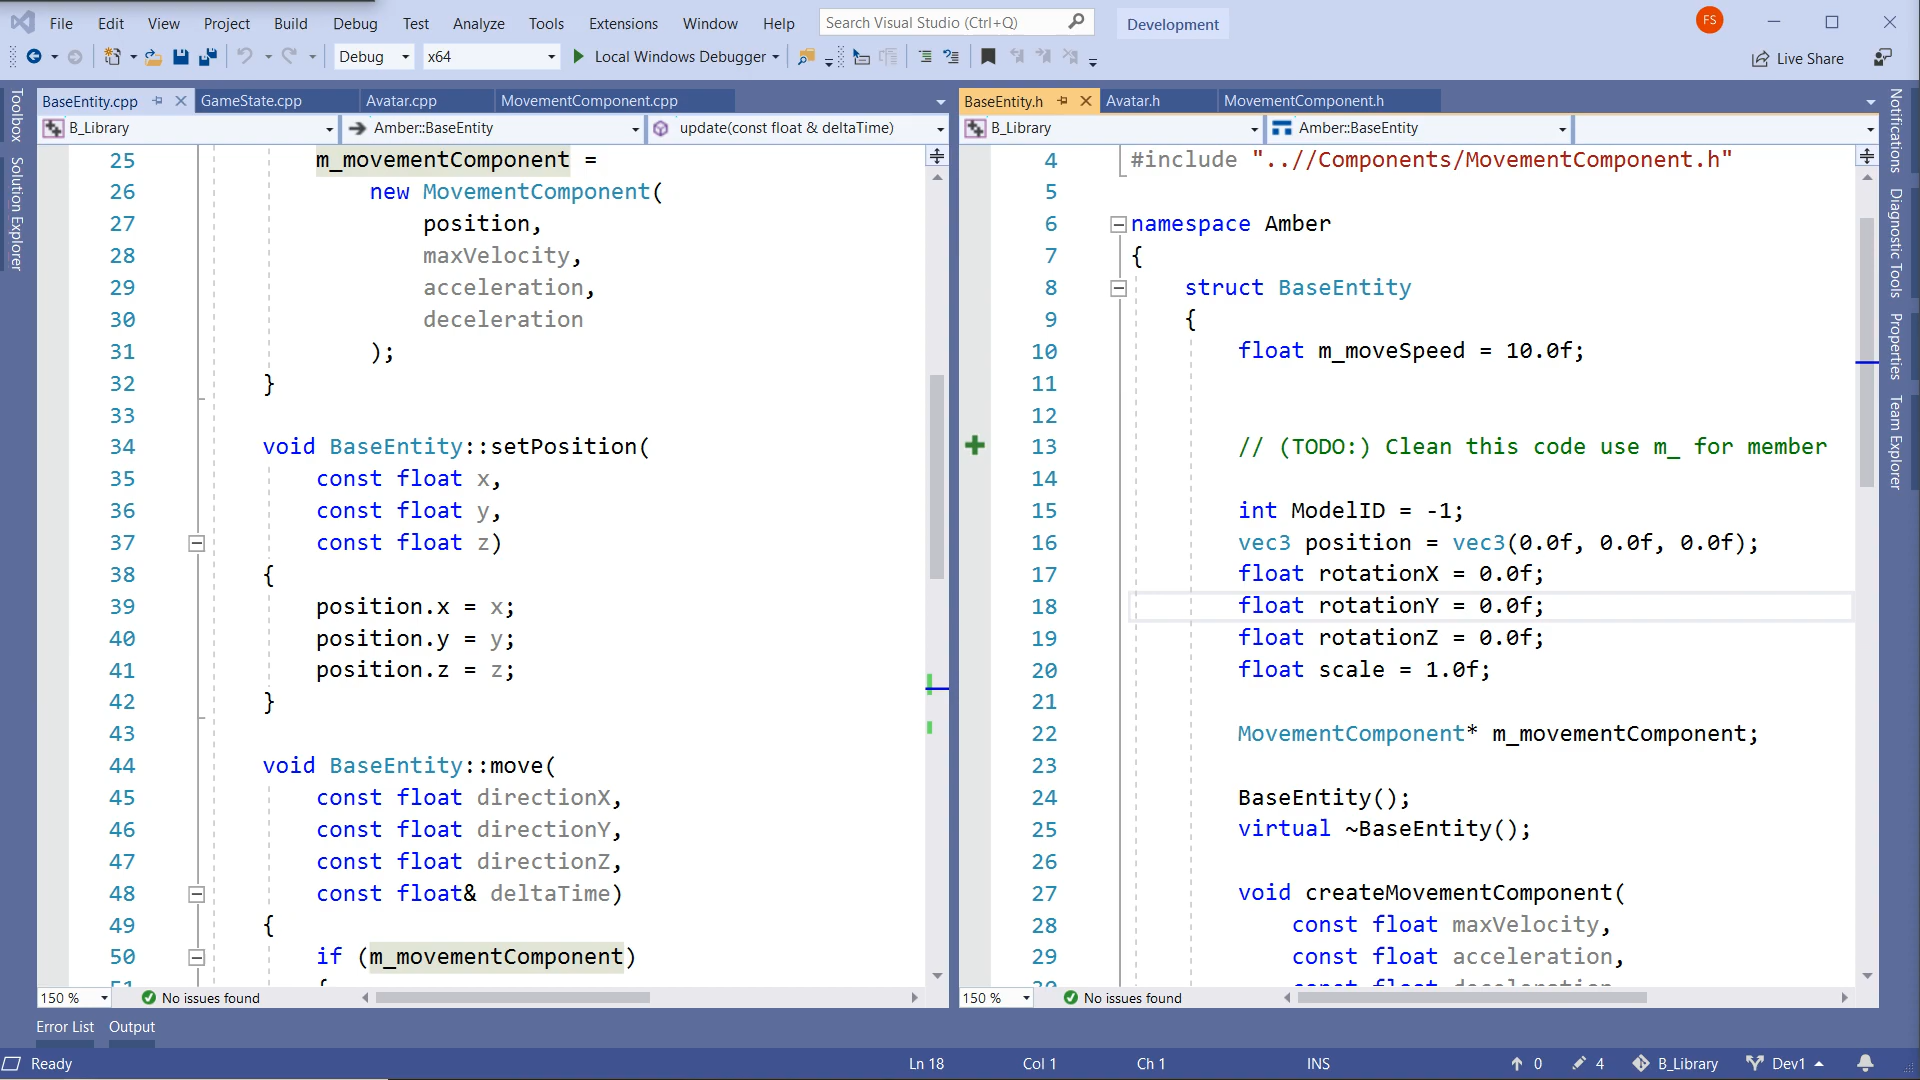 File Edit View Project Build Debug Test Analyze Tools Extensions Window Help Search Visual Studio (Ctrl+Q) Development FS
Debug x64 Local Windows Debugger Live Share
Toolbox
Solution Explorer
BaseEntity.cpp GameState.cpp Avatar.cpp MovementComponent.cpp
B_Library Amber::BaseEntity update(const float & deltaTime)
25 m_movementComponent =
26 new MovementComponent(
27 position,
28 maxVelocity,
29 acceleration,
30 deceleration
31 );
32 }
33
34 void BaseEntity::setPosition(
35 const float x,
36 const float y,
37 const float z)
38 {
39 position.x = x;
40 position.y = y;
41 position.z = z;
42 }
43
44 void BaseEntity::move(
45 const float directionX,
46 const float directionY,
47 const float directionZ,
48 const float& deltaTime)
49 {
50 if (m_movementComponent)
51 {
150 % No issues found
BaseEntity.h Avatar.h MovementComponent.h
B_Library Amber::BaseEntity
4 #include "..//Components/MovementComponent.h"
5
6 namespace Amber
7 {
8 struct BaseEntity
9 {
10 float m_moveSpeed = 10.0f;
11
12
13 // (TODO:) Clean this code use m_ for member
14
15 int ModelID = -1;
16 vec3 position = vec3(0.0f, 0.0f, 0.0f);
17 float rotationX = 0.0f;
18 float rotationY = 0.0f;
19 float rotationZ = 0.0f;
20 float scale = 1.0f;
21
22 MovementComponent* m_movementComponent;
23
24 BaseEntity();
25 virtual ~BaseEntity();
26
27 void createMovementComponent(
28 const float maxVelocity,
29 const float acceleration,
30 const float deceleration
150 % No issues found
Notifications
Diagnostic Tools
Properties
Team Explorer
Error List Output
Ready Ln 18 Col 1 Ch 1 INS 0 4 B_Library Dev1